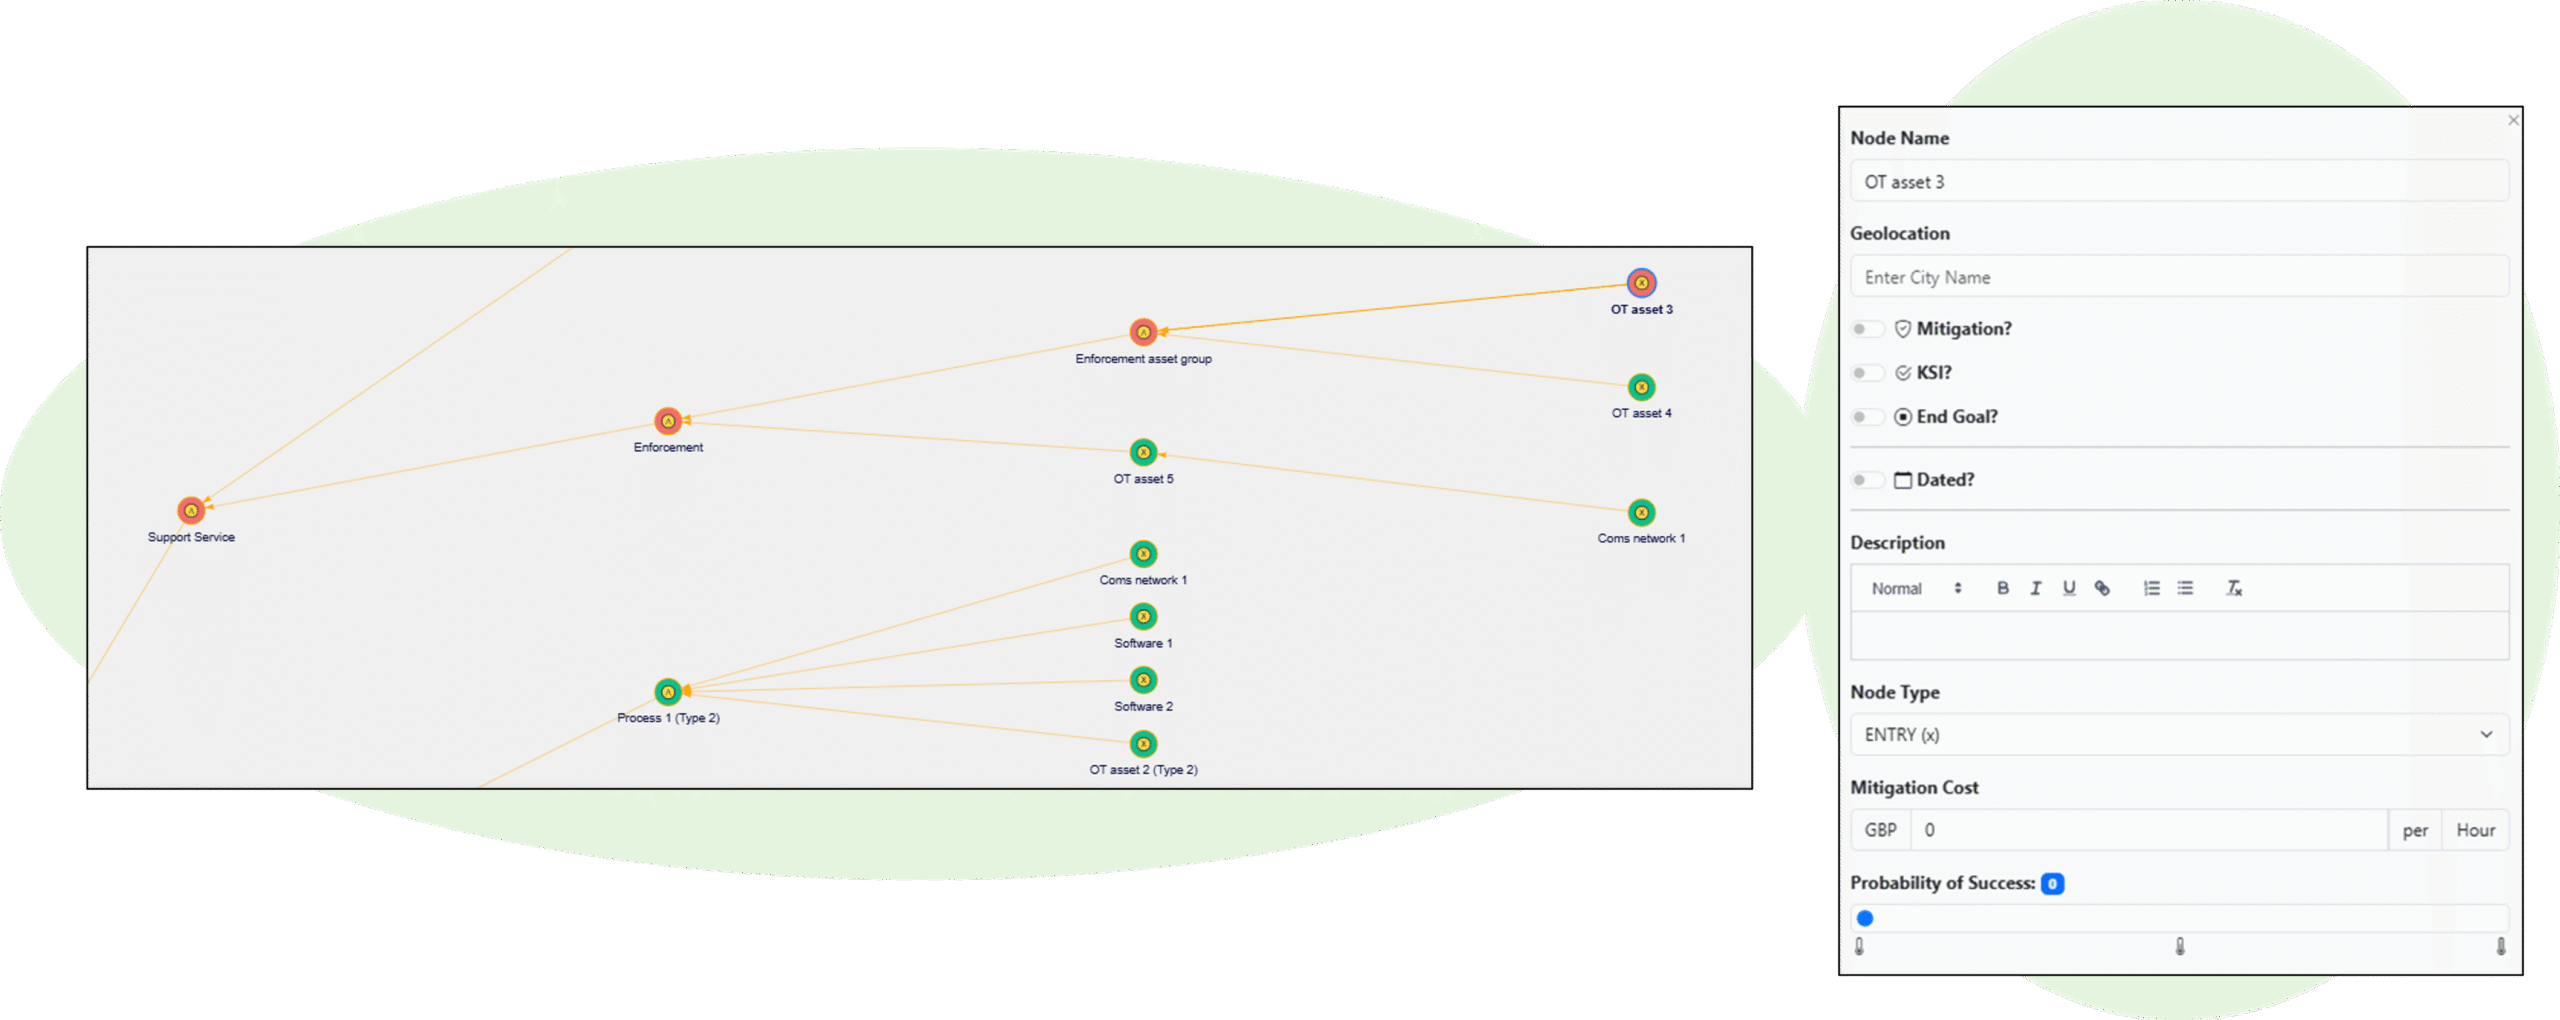 OT asset 3
Enforcement asset group
OT asset 4
Enforcement
OT asset 5
Support Service
Coms network 1
Coms network 1
Software 1
Software 2
Process 1 (Type 2)
OT asset 2 (Type 2)
Node Name
OT asset 3
Geolocation
Enter City Name
Mitigation?
KSI?
End Goal?
Dated?
Description
Normal B I U
Node Type
ENTRY (x)
Mitigation Cost
GBP 0 per Hour
Probability of Success: 0